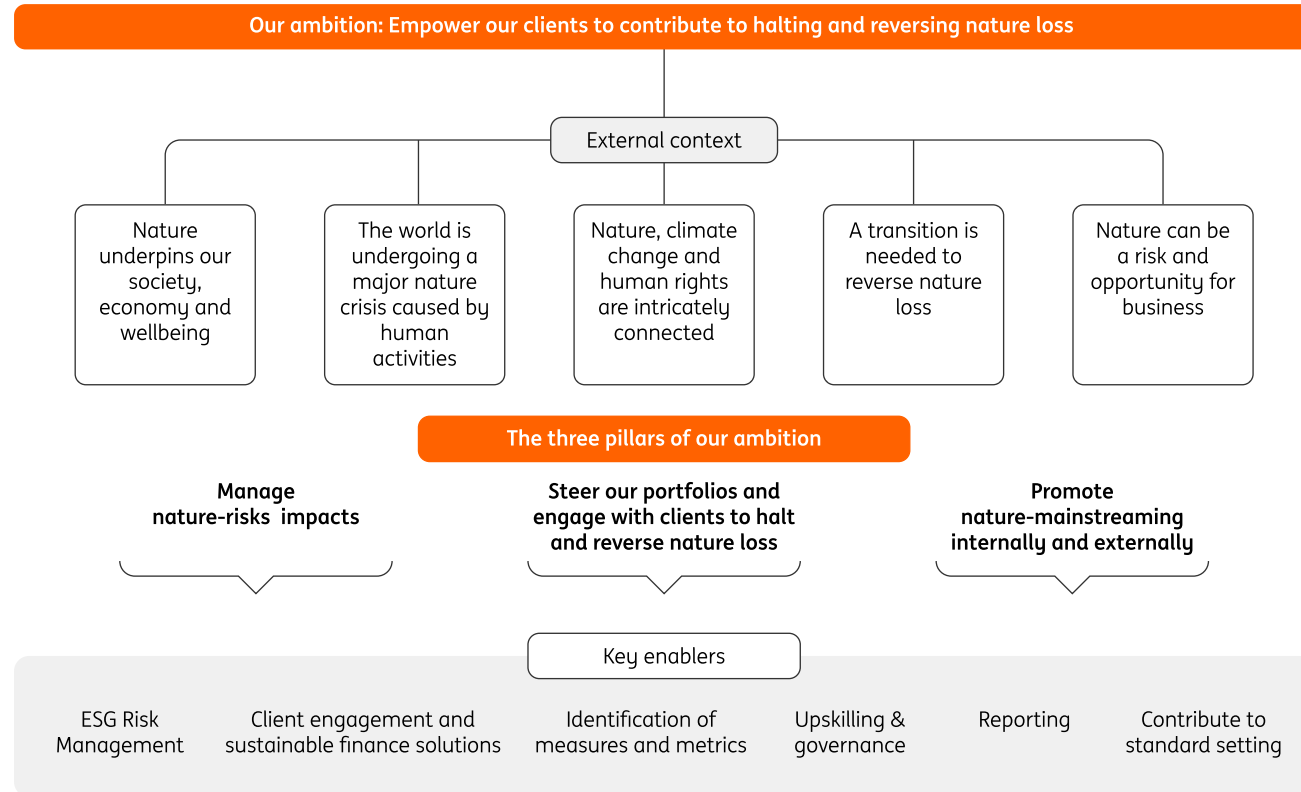 Our ambition: Empower our clients to contribute to halting and reversing nature loss
External context
Nature
underpins our
society,
economy and
wellbeing
The world is
undergoing a
major nature
crisis caused by
human
activities
Nature, climate
change and
human rights
are intricately
connected
A transition is
needed to
reverse nature
loss
Nature can be
a risk and
opportunity for
business
The three pillars of our ambition
Manage
nature-risks  impacts
Steer our portfolios and
engage with clients to halt
and reverse nature loss
Promote
nature-mainstreaming
internally and externally
Key enablers
ESG Risk
Management
Client engagement and
sustainable finance solutions
Identification of
measures and metrics
Upskilling &
governance
Reporting
Contribute to
standard setting